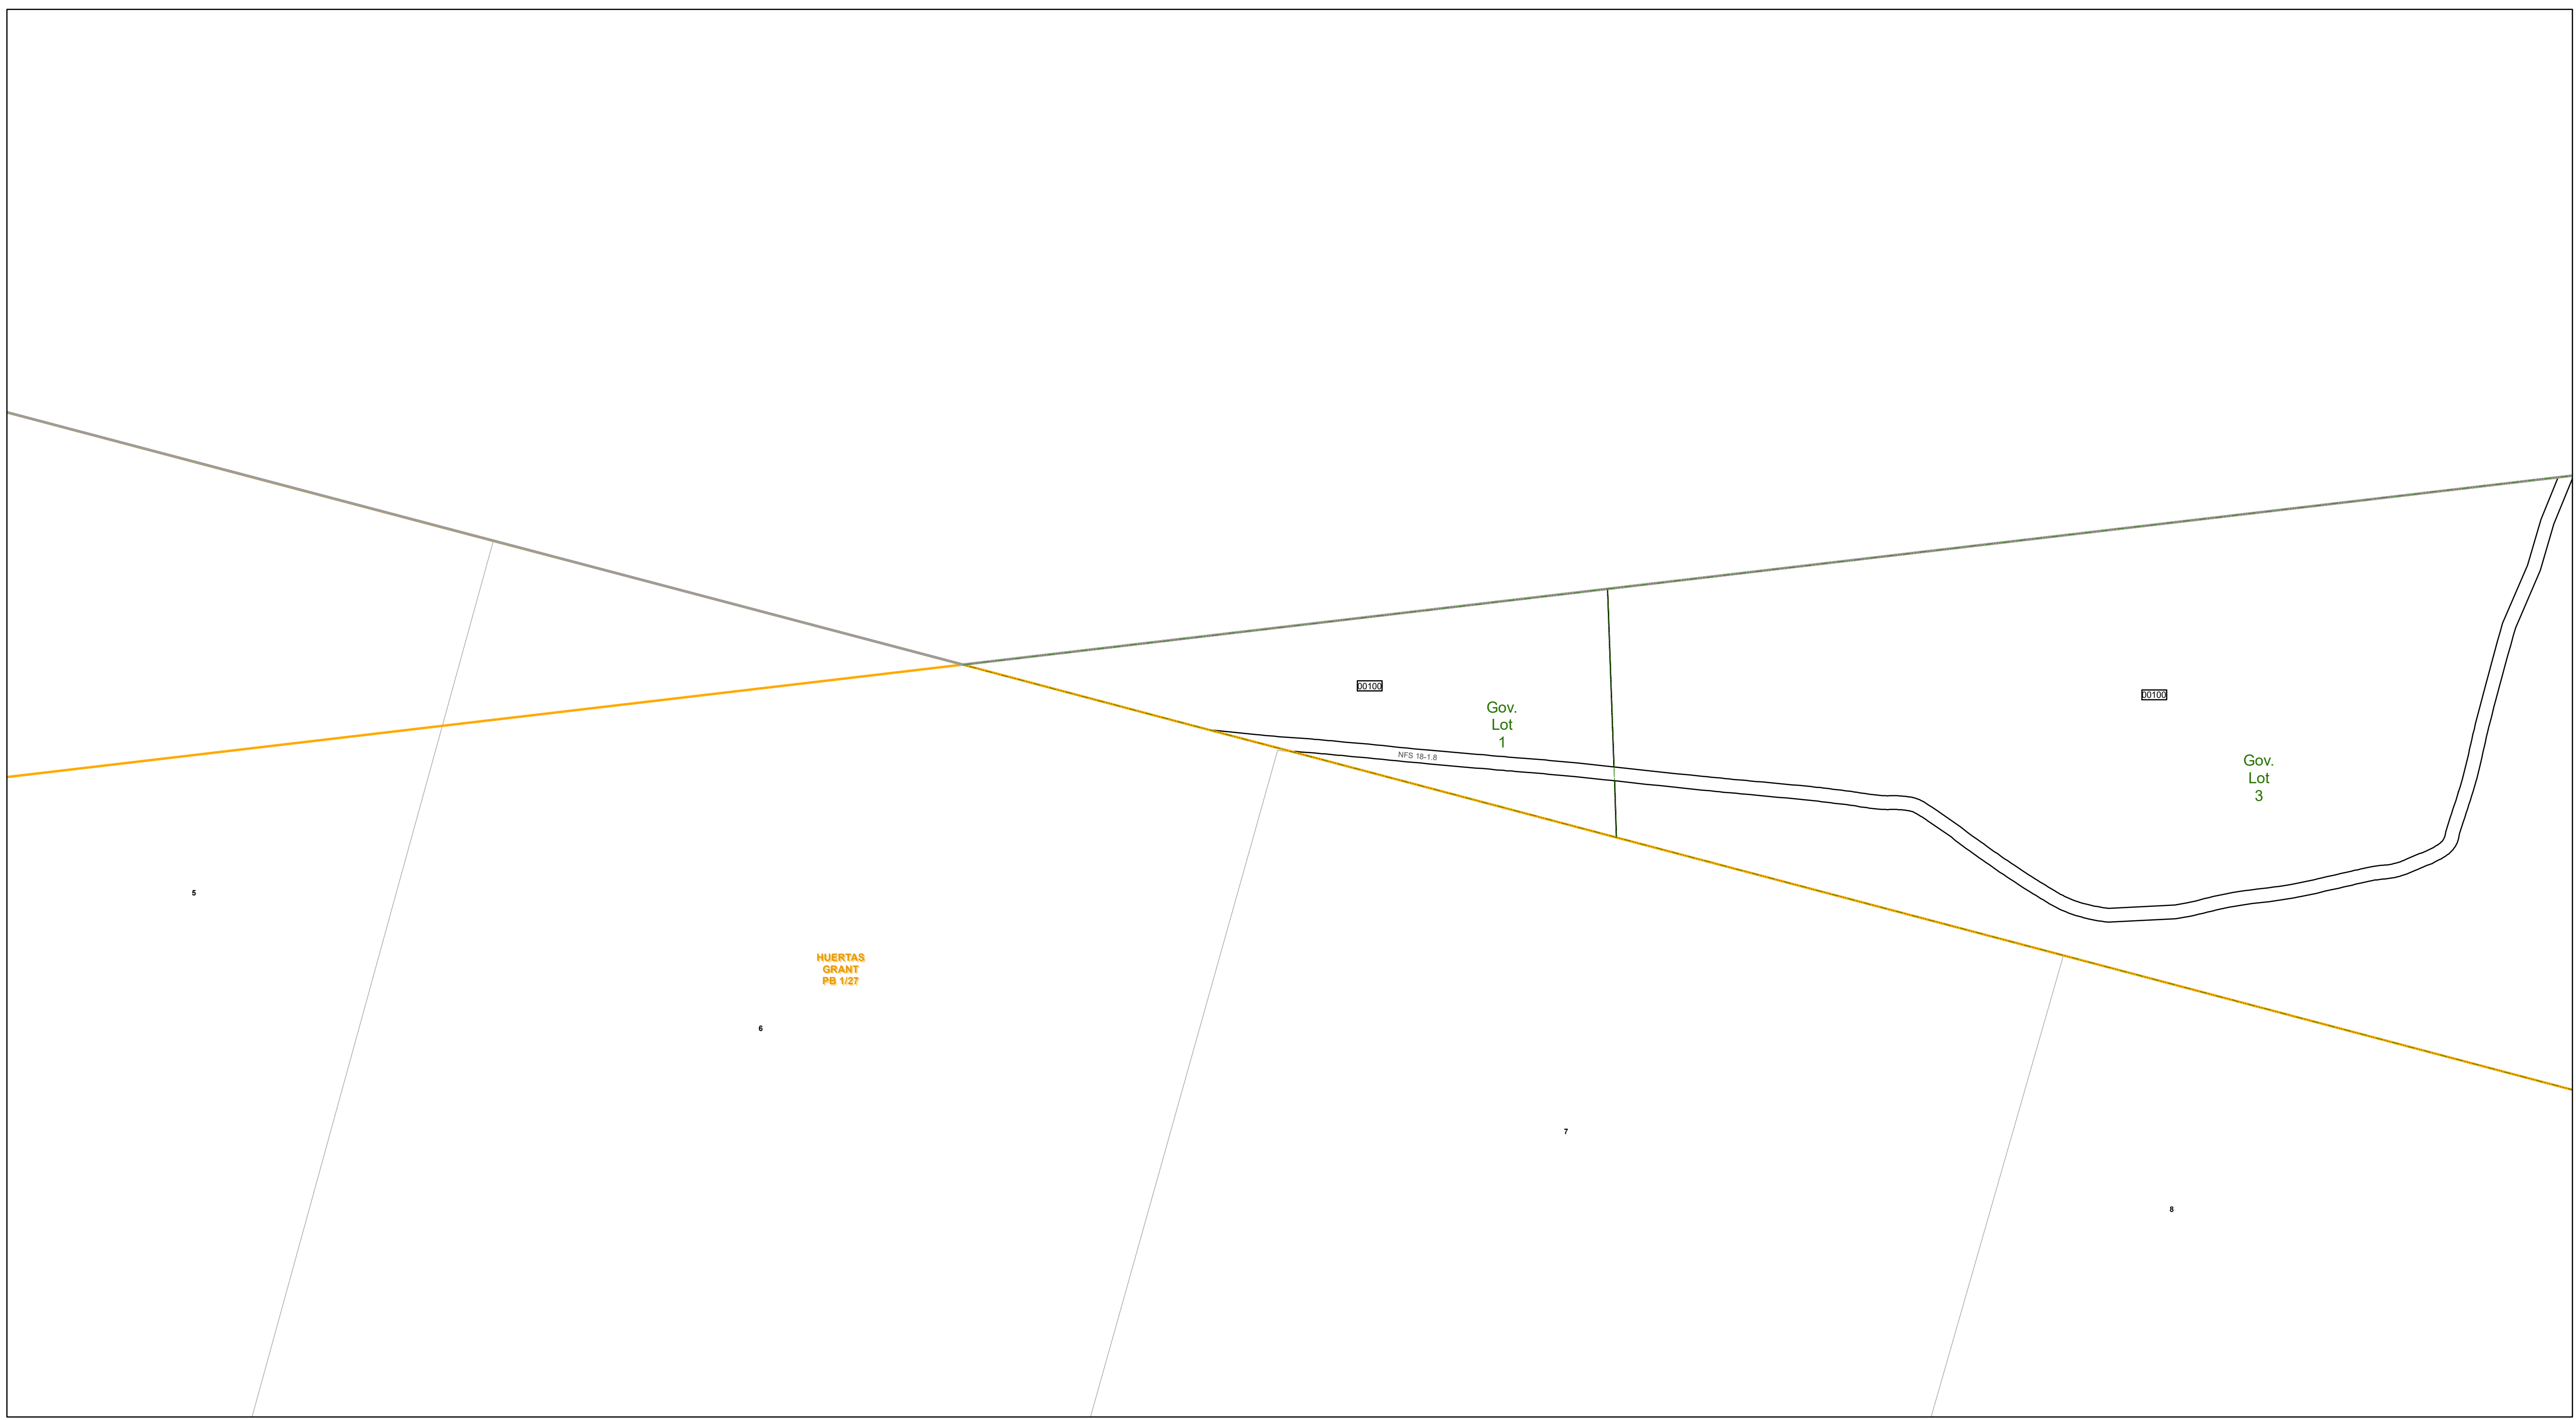 00100
00100
Gov.
Lot
1
NFS 18-1.8
Gov.
Lot
3
5
HUERTAS
GRANT
PB 1/27
6
7
8